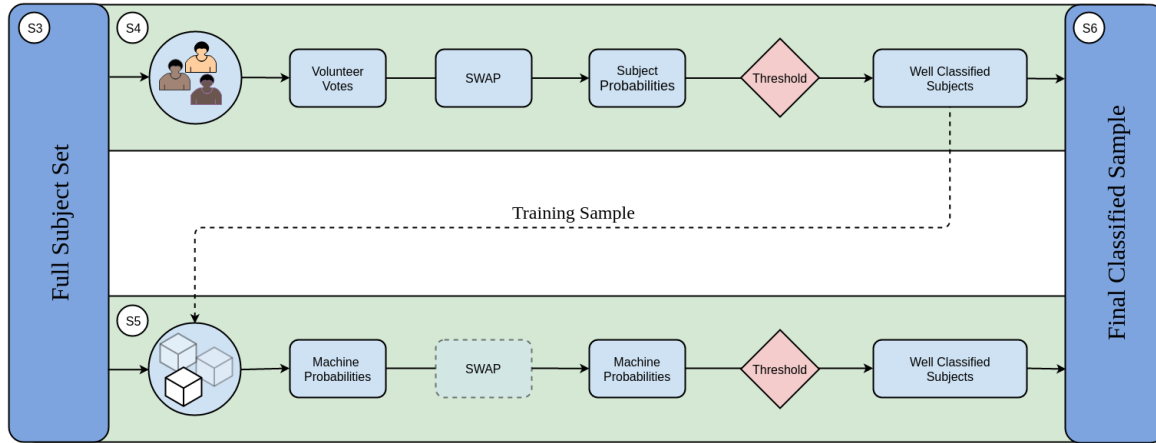 S3
Full Subject Set
S4
Volunteer
Votes
SWAP
Subject
Probabilities
Threshold
Well Classified
Subjects
S6
Final Classified Sample
Training Sample
S5
Machine
Probabilities
SWAP
Machine
Probabilities
Threshold
Well Classified
Subjects